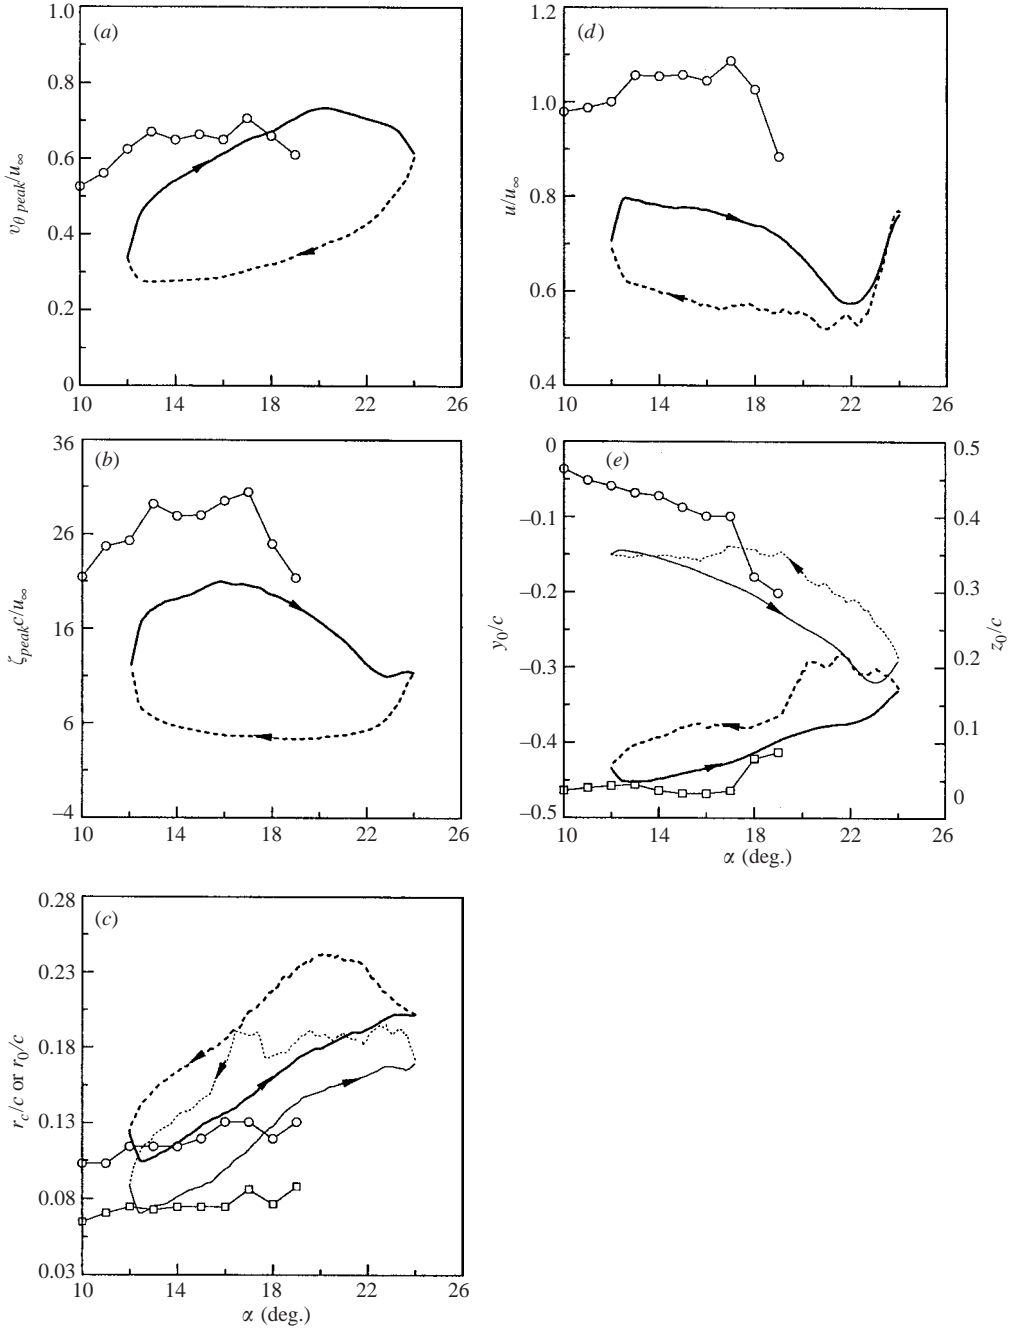 (a)
1.0
0.8
0.6
0.4
0.2
0
v_θ peak/u_∞
10 14 18 22 26
(d)
1.2
1.0
0.8
0.6
0.4
u/u_∞
10 14 18 22 26
(b)
36
26
16
6
–4
ζ_peak c/u_∞
10 14 18 22 26
(e)
0
–0.1
–0.2
–0.3
–0.4
–0.5
y_0/c
0.5
0.4
0.3
0.2
0.1
0
z_0/c
10 14 18 22 26
α (deg.)
(c)
0.28
0.23
0.18
0.13
0.08
0.03
r_c/c or r_0/c
10 14 18 22 26
α (deg.)